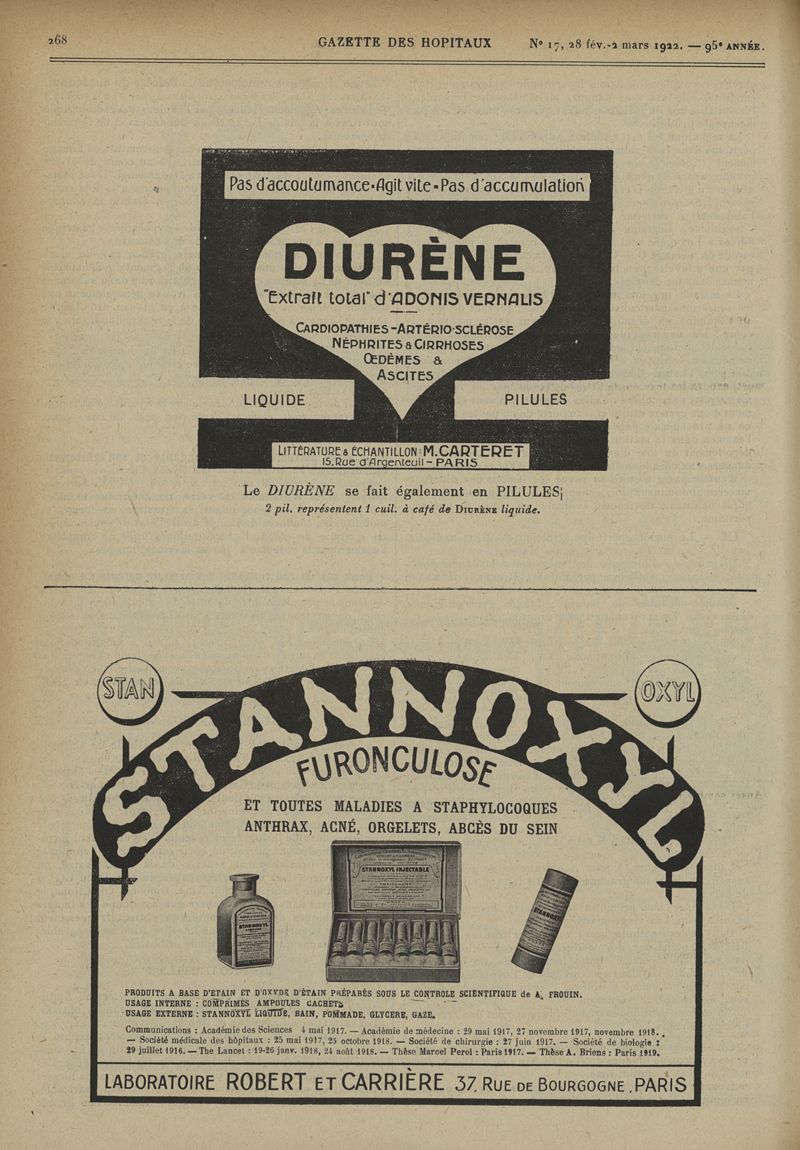 268
GAZETTE DES HOPITAUX
N° 17, 28 fév.-2 mars 1922. — 95e ANNÉE.
Pas d'accoutumance-Agit vite-Pas d'accumulation
DIURÈNE
"Extrait total" d'ADONIS VERNALIS
CARDIOPATHIES-ARTÉRIO-SCLÉROSE
NÉPHRITES & CIRRHOSES
ŒDÈMES &
ASCITES
LIQUIDE
PILULES
LITTÉRATURE & ÉCHANTILLON: M.CARTERET
15.Rue d'Argenteuil - PARIS
Le DIURÈNE se fait également en PILULES
2 pil. représentent 1 cuil. à café de DIURÈNE liquide.
STAN
OXYL
STANNOXYL
FURONCULOSE
ET TOUTES MALADIES A STAPHYLOCOQUES
ANTHRAX, ACNÉ, ORGELETS, ABCÈS DU SEIN
STANNOXYL INJECTABLE
STANNOXYL
STANNOXYL
PRODUITS A BASE D'ETAIN ET D'OXYDE D'ÉTAIN PRÉPARÉS SOUS LE CONTROLE SCIENTIFIQUE de A. FROUIN.
USAGE INTERNE : COMPRIMÉS AMPOULES CACHETS
USAGE EXTERNE : STANNOXYL LIQUIDE, BAIN, POMMADE, GLYCERE, GAZE.
Communications : Académie des Sciences 4 mai 1917. — Académie de médecine : 29 mai 1917, 27 novembre 1917, novembre 1918.
— Société médicale des hôpitaux : 25 mai 1917, 25 octobre 1918. — Société de chirurgie : 27 juin 1917. — Société de biologie :
29 juillet 1916. — The Lancet : 19-26 janv. 1918, 24 août 1918. — Thèse Marcel Perol : Paris 1917. — Thèse A. Briens : Paris 1919.
LABORATOIRE ROBERT ET CARRIÈRE 37, RUE DE BOURGOGNE . PARIS